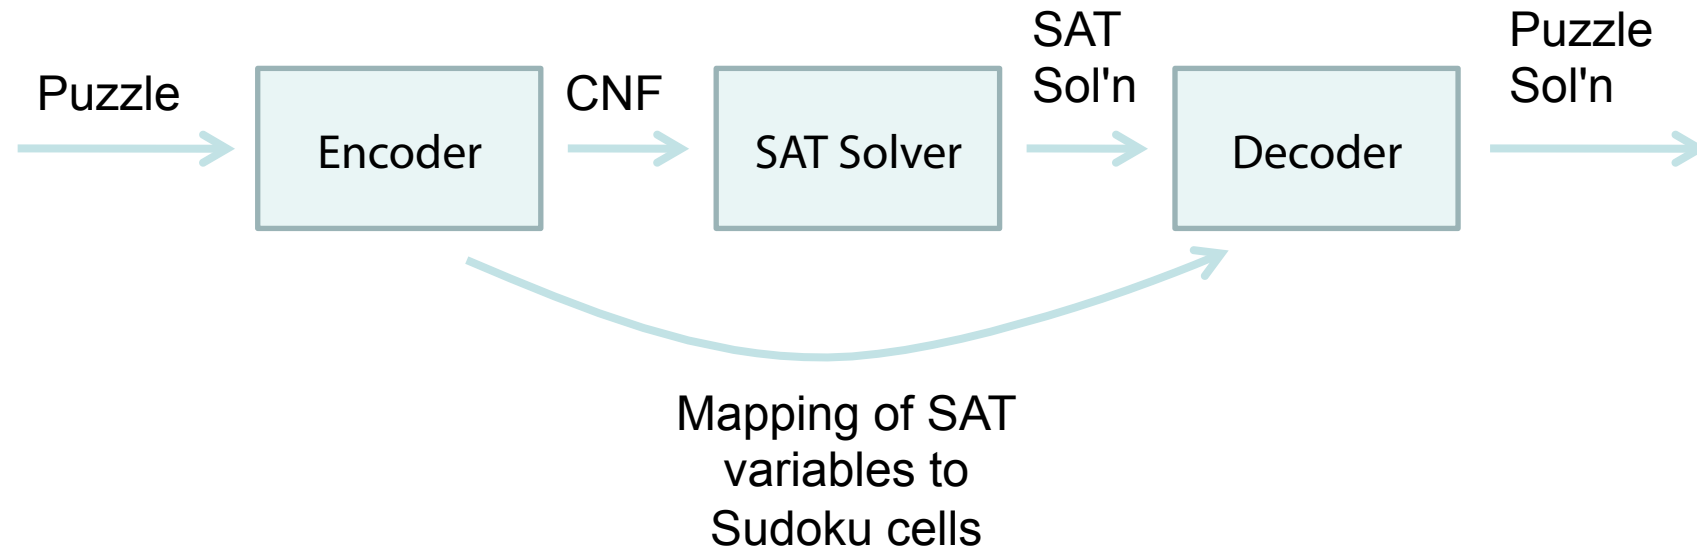 Puzzle
Encoder
CNF
SAT Solver
SAT
Sol'n
Decoder
Puzzle
Sol'n
Mapping of SAT
variables to
Sudoku cells